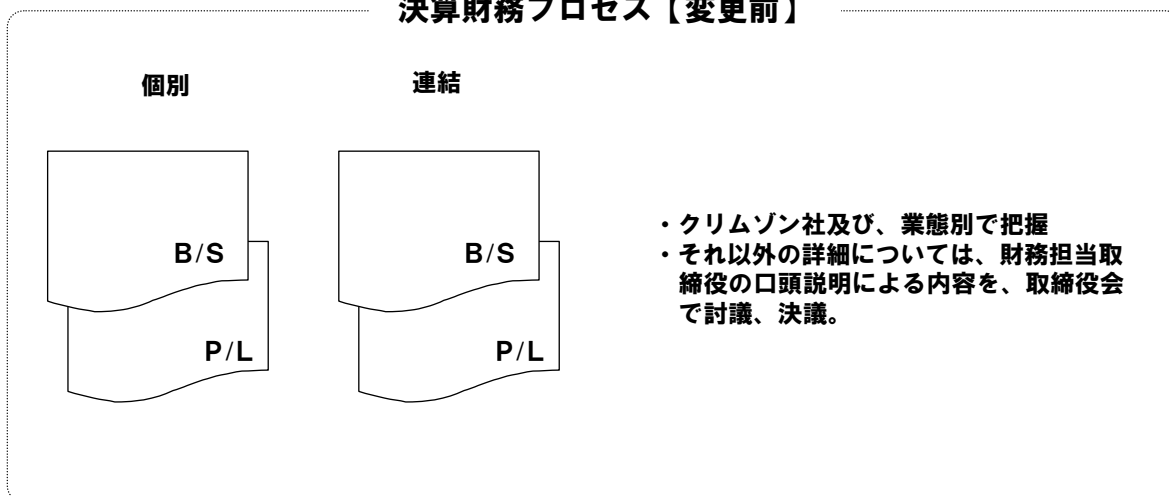 決算財務プロセス【変更前】
個別
連結
B/S
P/L
B/S
P/L
・クリムゾン社及び、業態別で把握
・それ以外の詳細については、財務担当取
締役の口頭説明による内容を、取締役会
で討議、決議。